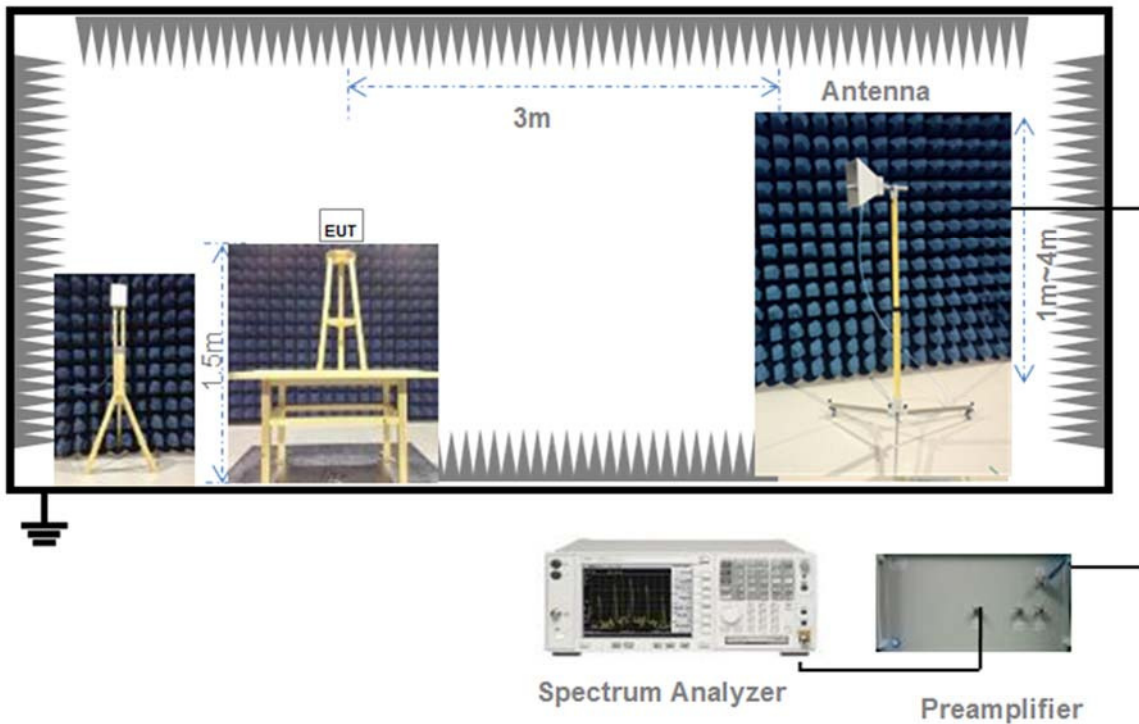 Antenna
3m
EUT
1.5m
1m~4m
Spectrum Analyzer
Preamplifier